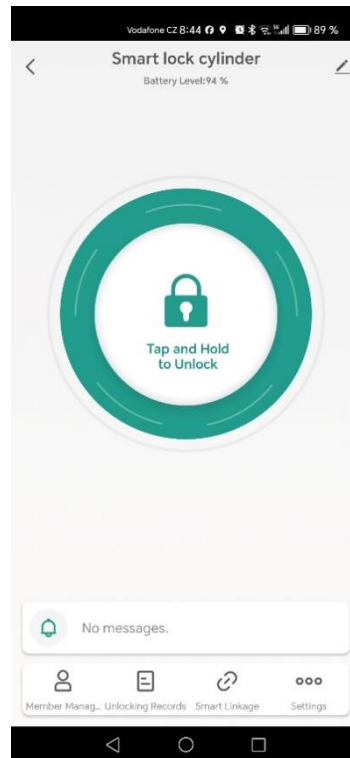 Vodafone CZ 8:44 89 %
Smart lock cylinder
Battery Level:94 %
Tap and Hold
to Unlock
No messages.
Member Manag... Unlocking Records Smart Linkage Settings